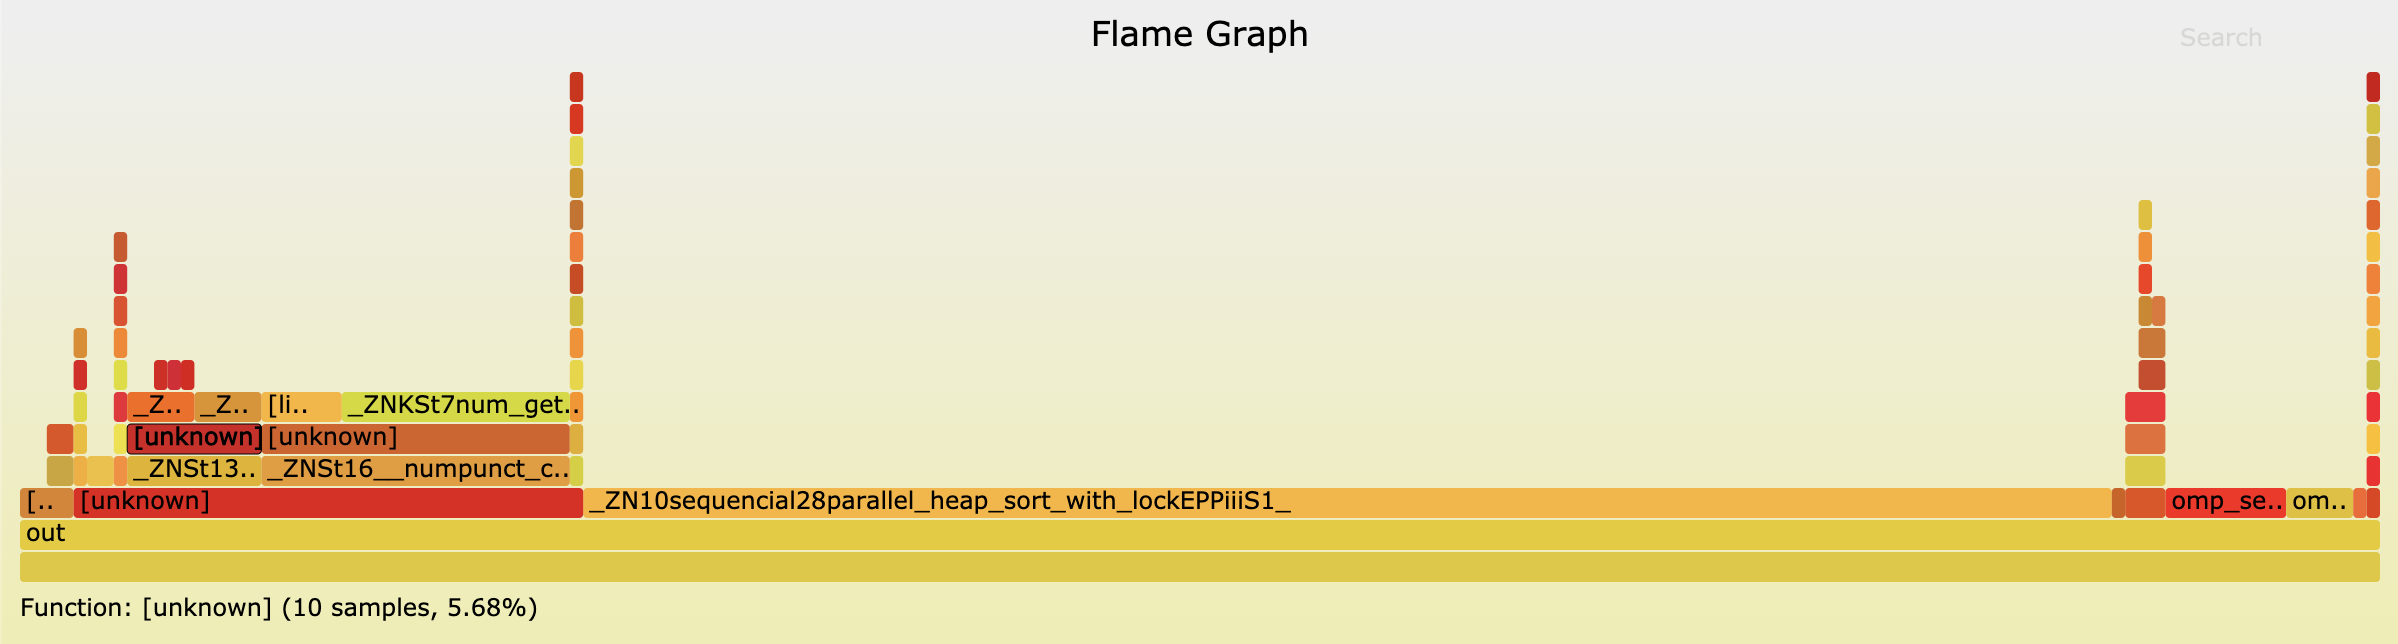 Flame Graph
Search
_Z.. _Z.. [li.. _ZNKSt7num_get..
[unknown] [unknown]
_ZNSt13.. _ZNSt16__numpunct_c..
[.. [unknown] _ZN10sequencial28parallel_heap_sort_with_lockEPPiiiS1_ omp_se.. om..
out
Function: [unknown] (10 samples, 5.68%)